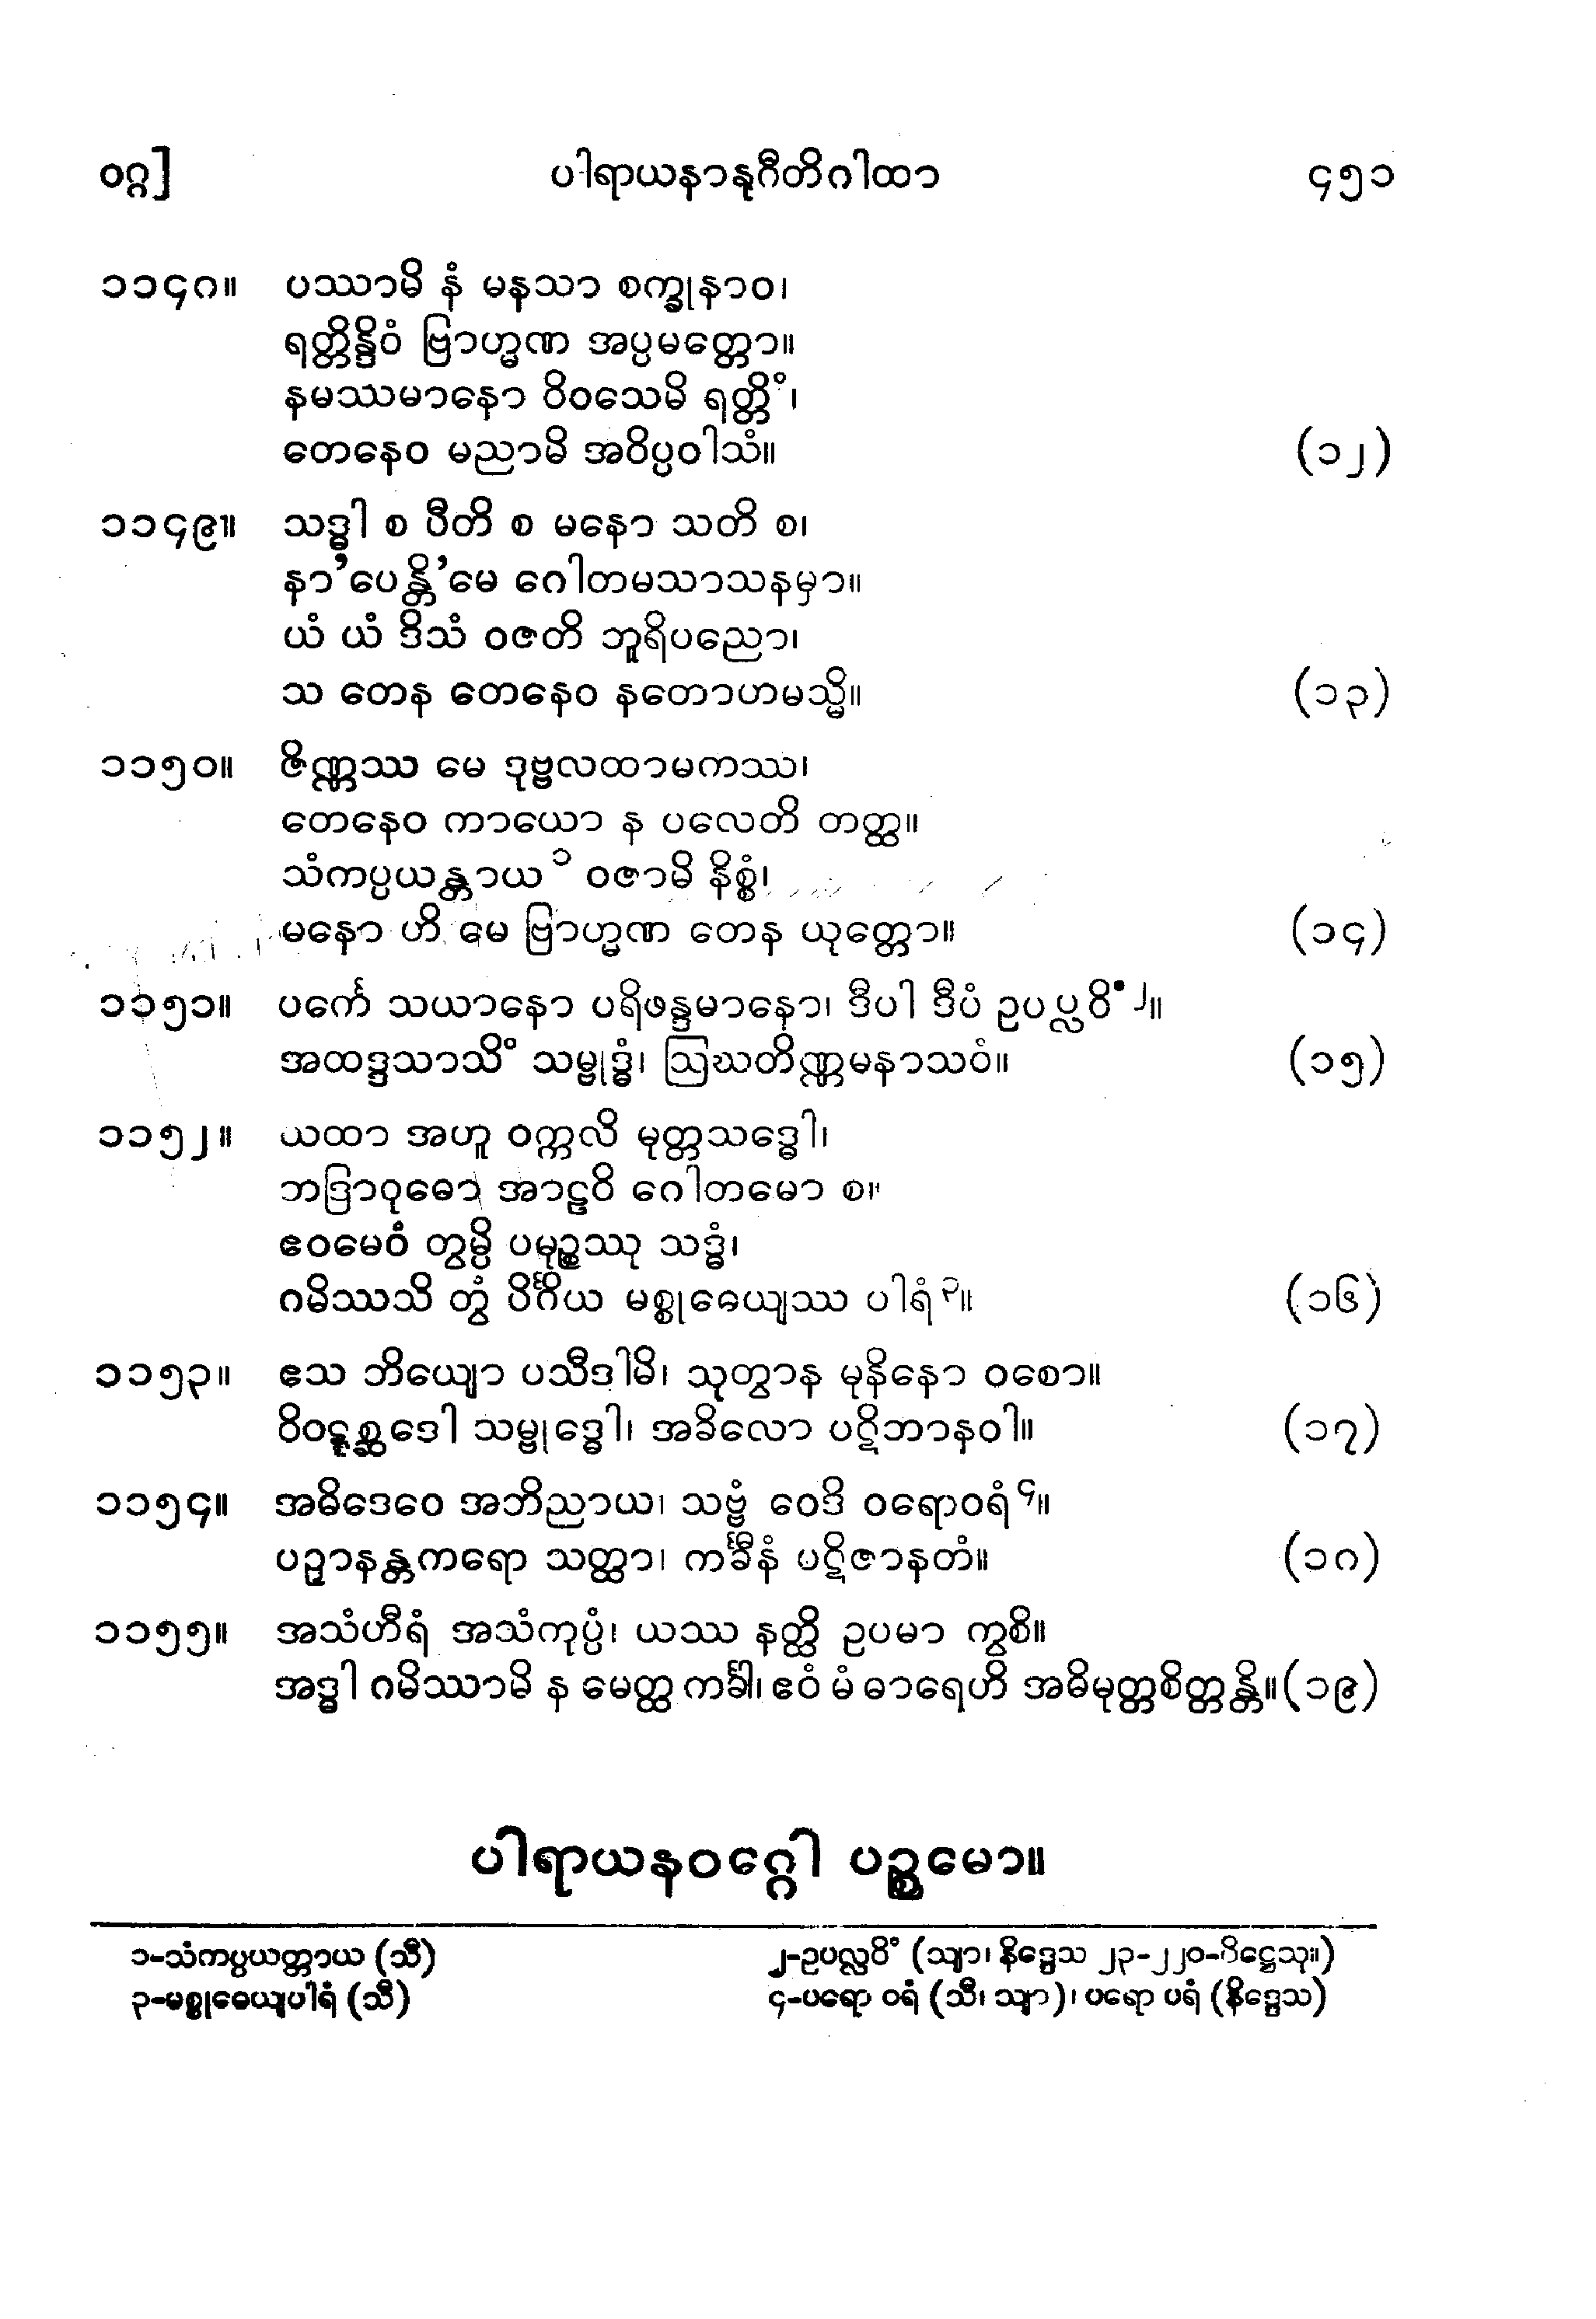 ဝဂ္ဂ] ပါရာယနာနုဂီတိဂါထာ ၄၅၁
၁၁၄၈။ ပဿာမိ နံ မနသာ စက္ခုနာဝ၊
ရတ္တိန္ဒိဝံ ဗြာဟ္မဏ အပ္ပမတ္တော။
နမဿမာနော ဝိဝသေမိ ရတ္တိံ၊
တေနေဝ မညာမိ အဝိပ္ပဝါသံ။ (၁၂)
၁၁၄၉။ သဒ္ဓါ စ ပီတိ စ မနော သတိ စ၊
နာ’ပေန္တိ’မေ ဂေါတမသာသနမှာ။
ယံ ယံ ဒိသံ ဝဇတိ ဘူရိပညော၊
သ တေန တေနေဝ နတောဟမသ္မိ။ (၁၃)
၁၁၅၀။ ဇိဏ္ဏဿ မေ ဒုဗ္ဗလထာမကဿ၊
တေနေဝ ကာယော န ပလေတိ တတ္ထ။
သံကပ္ပယန္တာယ ၁ ဝဇာမိ နိစ္စံ၊
မနော ဟိ မေ ဗြာဟ္မဏ တေန ယုတ္တော။ (၁၄)
၁၁၅၁။ ပင်္ကေ သယာနော ပရိဖန္ဒမာနော၊ ဒီပါ ဒီပံ ဥပပ္လဝိံ ၂။
အထဒ္ဒသာသိံ သမ္ဗုဒ္ဓံ၊ ဩဃတိဏ္ဏမနာသဝံ။ (၁၅)
၁၁၅၂။ ယထာ အဟူ ဝက္ကလိ မုတ္တသဒ္ဓေါ၊
ဘဒြာဝုဓော အာဠဝိ ဂေါတမော စ။
ဧဝမေဝံ တွမ္ပိ ပမုဉ္စဿု သဒ္ဓံ၊
ဂမိဿသိ တွံ ပိင်္ဂိယ မစ္စုဓေယျဿ ပါရံ ၃။ (၁၆)
၁၁၅၃။ ဧသ ဘိယျော ပသီဒါမိ၊ သုတွာန မုနိနော ဝစော။
ဝိဝဋ္ဋစ္ဆဒေါ သမ္ဗုဒ္ဓေါ၊ အခိလော ပဋိဘာနဝါ။ (၁၇)
၁၁၅၄။ အဓိဒေဝေ အဘိညာယ၊ သဗ္ဗံ ဝေဒိ ဝရောဝရံ ၄။
ပဉှာနန္တကရော သတ္ထာ၊ ကင်္ခီနံ ပဋိဇာနတံ။ (၁၈)
၁၁၅၅။ အသံဟီရံ အသံကုပ္ပံ၊ ယဿ နတ္ထိ ဥပမာ ကွစိ။
အဒ္ဓါ ဂမိဿာမိ န မေတ္ထ ကင်္ခါ၊ ဧဝံ မံ ဓာရေဟိ အဓိမုတ္တစိတ္တန္တိ။ (၁၉)
ပါရာယနဝဂ္ဂေါ ပဉ္စမော။
၁-သံကပ္ပယတ္တာယ (သီ) ၂-ဥပလ္လဝိံ (သျာ၊ နိဒ္ဒေသ ၂၃-၂၂၀-ပိဋ္ဌေသု။)
၃-မစ္စုဓေယျပါရံ (သီ) ၄-ပရော ဝရံ (သီ၊ သျာ)၊ ပရော ပရံ (နိဒ္ဒေသ)